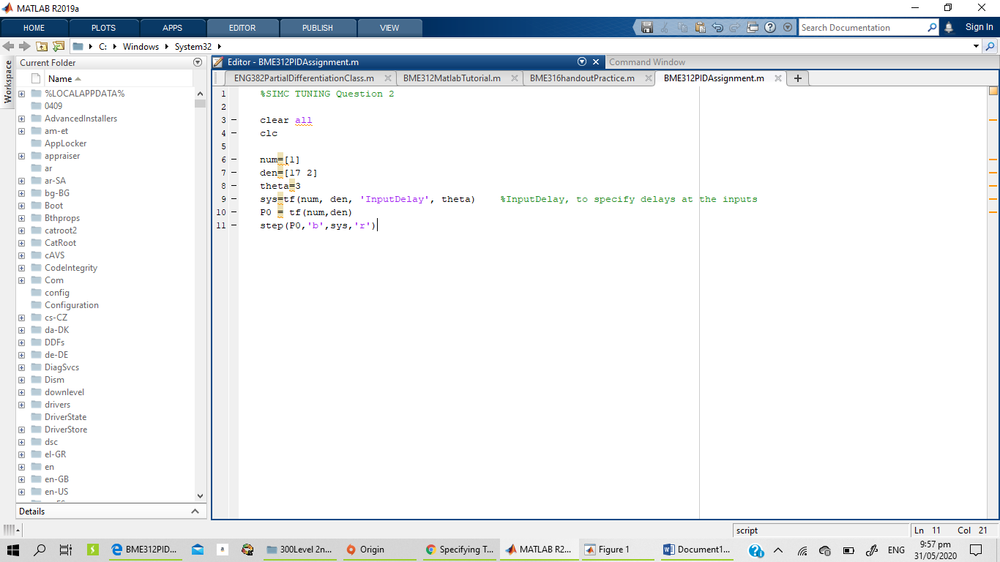 MATLAB R2019a
HOME PLOTS APPS EDITOR PUBLISH VIEW Search Documentation Sign In
C: Windows System32
Workspace
Current Folder
Name
%LOCALAPPDATA%
0409
AdvancedInstallers
am-et
AppLocker
appraiser
ar
ar-SA
bg-BG
Boot
Bthprops
catroot2
CatRoot
cAVS
CodeIntegrity
Com
config
Configuration
cs-CZ
da-DK
DDFs
de-DE
DiagSvcs
Dism
downlevel
drivers
DriverState
DriverStore
dsc
el-GR
en
en-GB
en-US
Details
Editor - BME312PIDAssignment.m
Command Window
ENG382PartialDifferentiationClass.m BME312MatlabTutorial.m BME316handoutPractice.m BME312PIDAssignment.m
1 %SIMC TUNING Question 2
2
3 clear all
4 clc
5
6 num=[1]
7 den=[17 2]
8 theta=3
9 sys=tf(num, den, 'InputDelay', theta) %InputDelay, to specify delays at the inputs
10 P0 = tf(num,den)
11 step(P0,'b',sys,'r')
script Ln 11 Col 21
BME312PID... 300Level 2n... Origin Specifying T... MATLAB R2... Figure 1 Document1... ENG 9:57 pm
31/05/2020